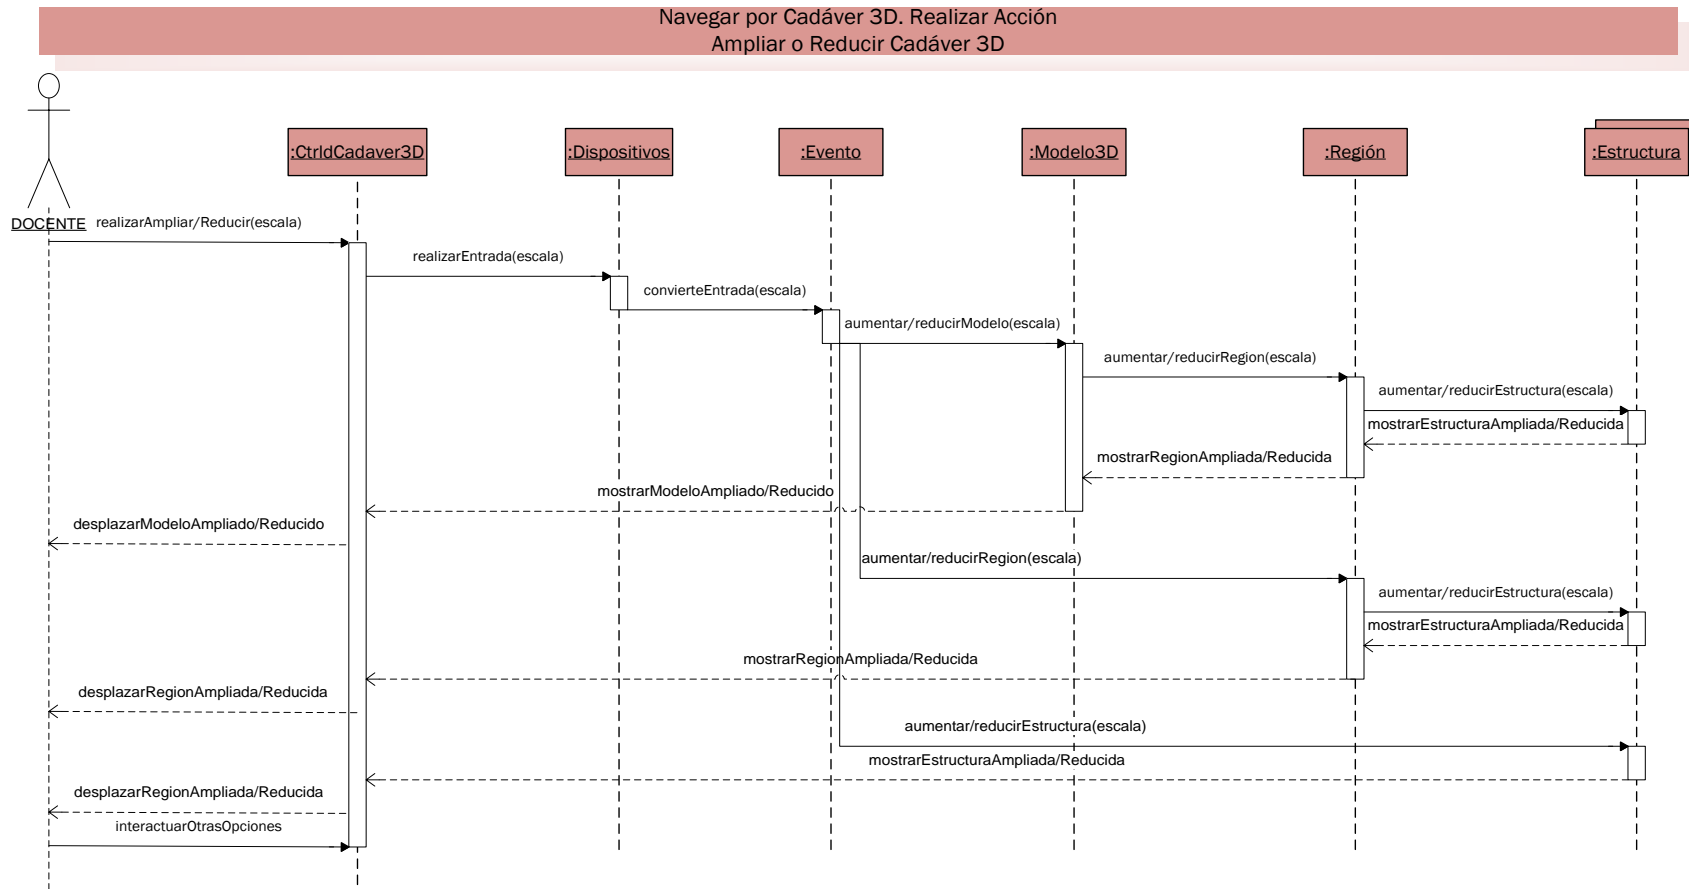 Navegar por Cadáver 3D. Realizar Acción
Ampliar o Reducir Cadáver 3D
:CtrldCadaver3D
:Dispositivos
:Evento
:Modelo3D
:Región
:Estructura
DOCENTE
realizarAmpliar/Reducir(escala)
realizarEntrada(escala)
convierteEntrada(escala)
aumentar/reducirModelo(escala)
aumentar/reducirRegion(escala)
aumentar/reducirEstructura(escala)
mostrarEstructuraAmpliada/Reducida
mostrarRegionAmpliada/Reducida
mostrarModeloAmpliado/Reducido
desplazarModeloAmpliado/Reducido
aumentar/reducirRegion(escala)
aumentar/reducirEstructura(escala)
mostrarEstructuraAmpliada/Reducida
mostrarRegionAmpliada/Reducida
desplazarRegionAmpliada/Reducida
aumentar/reducirEstructura(escala)
mostrarEstructuraAmpliada/Reducida
desplazarRegionAmpliada/Reducida
interactuarOtrasOpciones